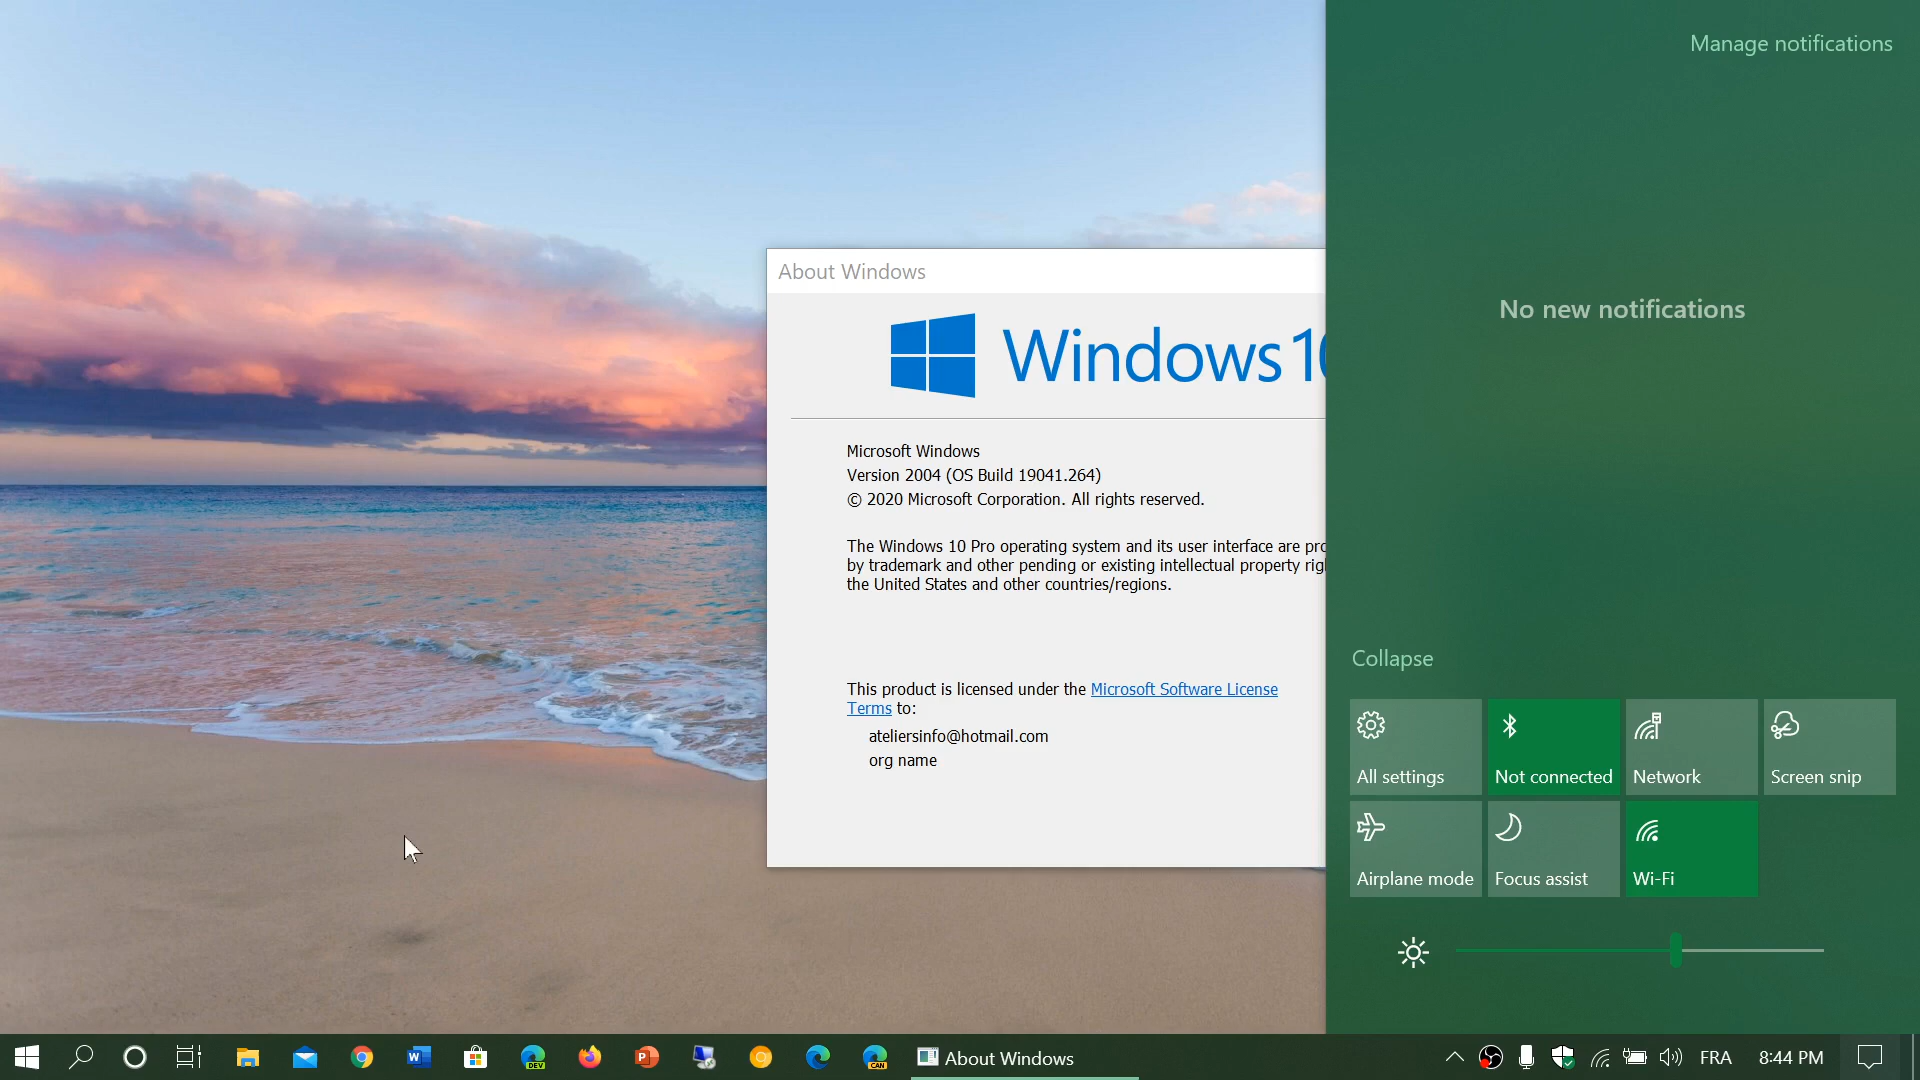 Manage notifications
No new notifications
About Windows
Windows 10
Microsoft Windows
Version 2004 (OS Build 19041.264)
© 2020 Microsoft Corporation. All rights reserved.
The Windows 10 Pro operating system and its user interface are pro
by trademark and other pending or existing intellectual property rig
the United States and other countries/regions.
This product is licensed under the Microsoft Software License
Terms to:
ateliersinfo@hotmail.com
org name
Collapse
All settings
Not connected
Network
Screen snip
Airplane mode
Focus assist
Wi-Fi
W
DEV
P
CAN
About Windows
FRA
8:44 PM